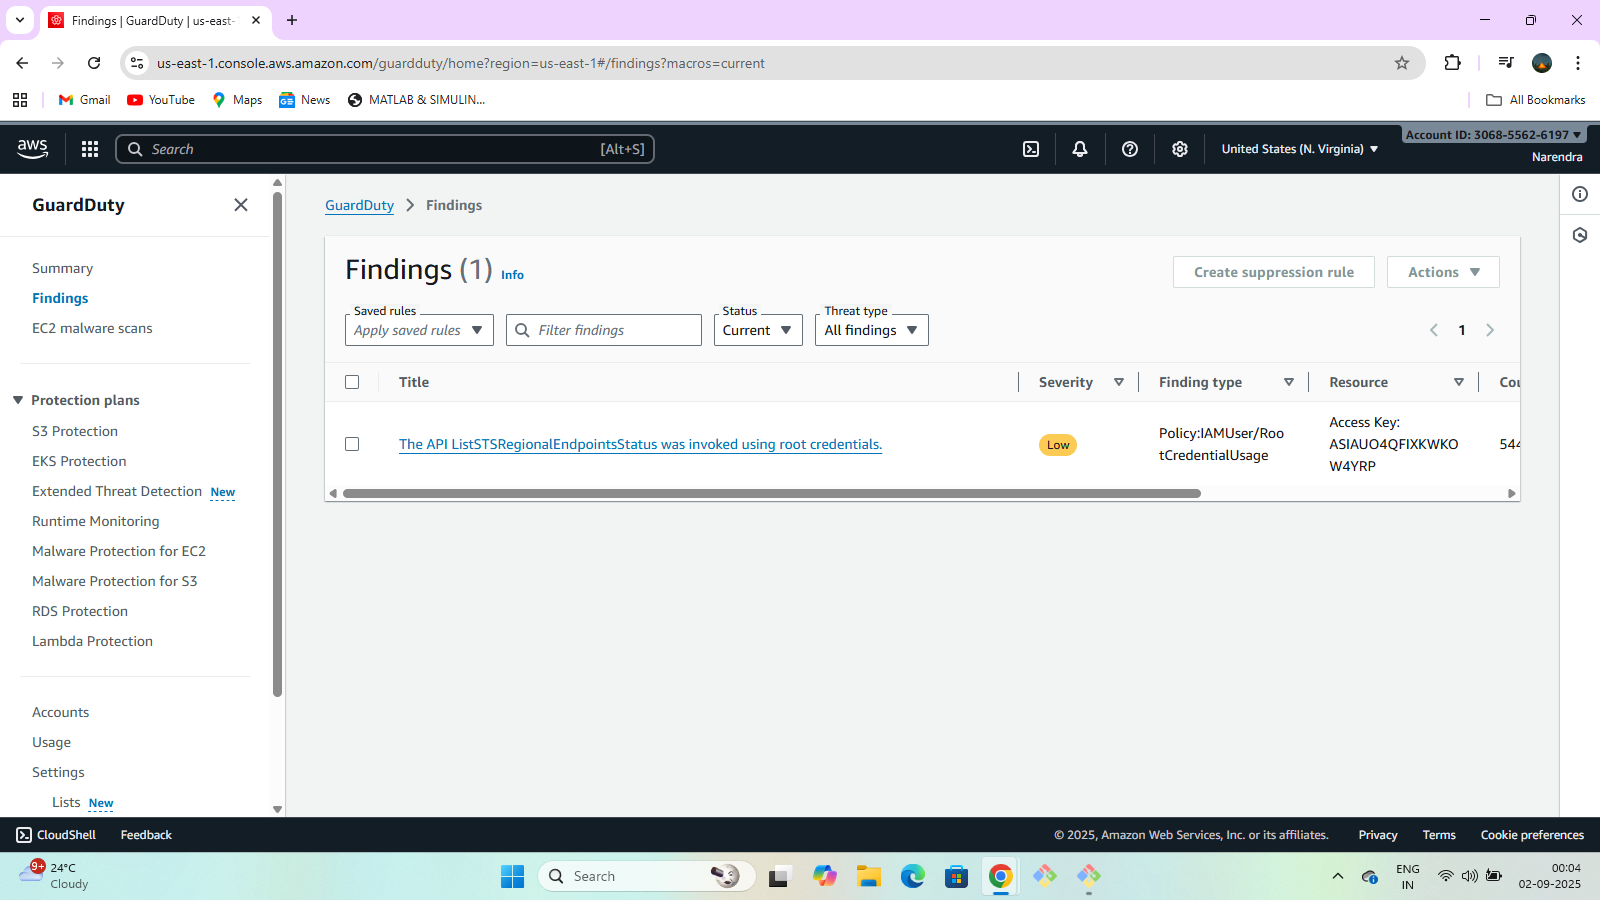 Findings | GuardDuty | us-east-1
us-east-1.console.aws.amazon.com/guardduty/home?region=us-east-1#/findings?macros=current
Gmail
YouTube
Maps
News
MATLAB & SIMULIN...
All Bookmarks
aws
Search
[Alt+S]
United States (N. Virginia)
Account ID: 3068-5562-6197
Narendra
GuardDuty
Summary
Findings
EC2 malware scans
Protection plans
S3 Protection
EKS Protection
Extended Threat Detection New
Runtime Monitoring
Malware Protection for EC2
Malware Protection for S3
RDS Protection
Lambda Protection
Accounts
Usage
Settings
Lists New
GuardDuty
Findings
Findings (1) Info
Create suppression rule
Actions
Saved rules
Apply saved rules
Filter findings
Status
Current
Threat type
All findings
1
Title
Severity
Finding type
Resource
Cou
The API ListSTSRegionalEndpointsStatus was invoked using root credentials.
Low
Policy:IAMUser/Roo
tCredentialUsage
Access Key:
ASIAUO4QFIXKWKO
W4YRP
544
CloudShell
Feedback
© 2025, Amazon Web Services, Inc. or its affiliates.
Privacy
Terms
Cookie preferences
9+
24°C
Cloudy
Search
ENG
IN
00:04
02-09-2025